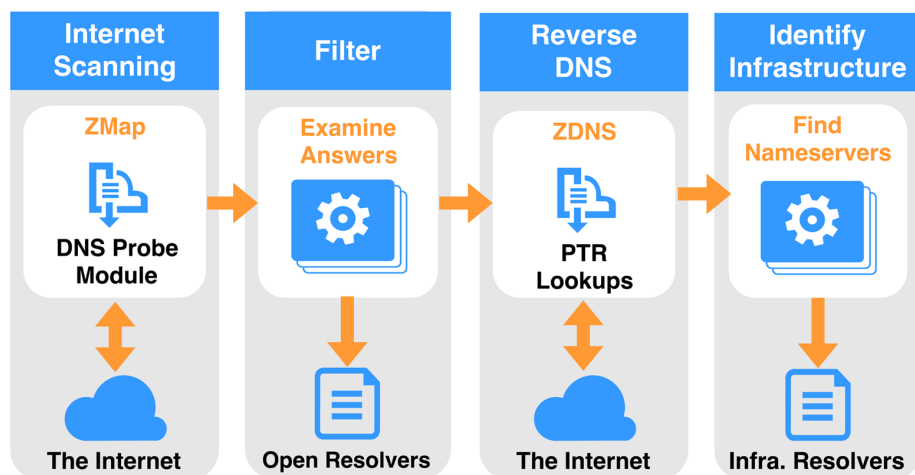 Internet
Scanning
ZMap
DNS Probe
Module
The Internet
Filter
Examine
Answers
Open Resolvers
Reverse
DNS
ZDNS
PTR
Lookups
The Internet
Identify
Infrastructure
Find
Nameservers
Infra. Resolvers